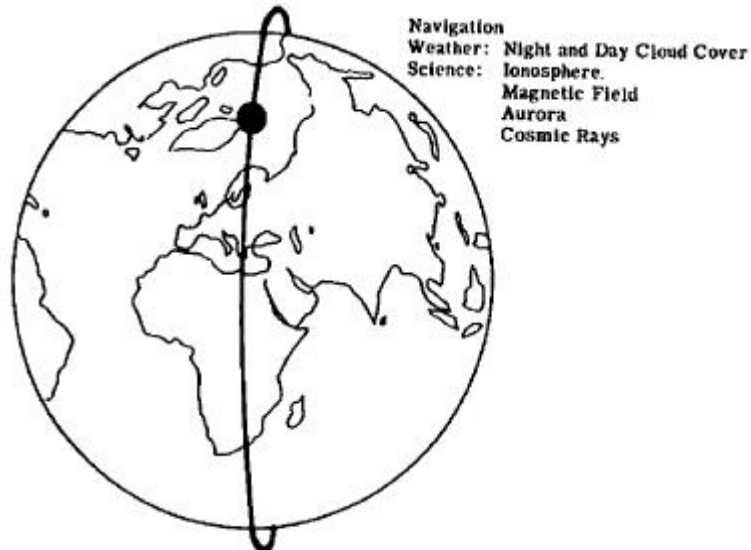 Navigation
Weather: Night and Day Cloud Cover
Science: Ionosphere.
Magnetic Field
Aurora
Cosmic Rays